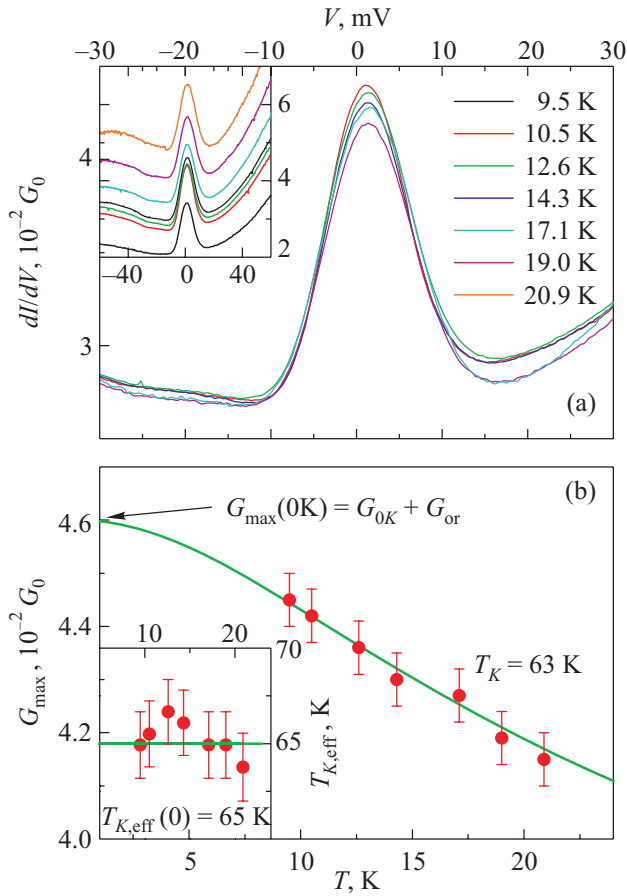 V, mV
–30 –20 –10 0 10 20 30
dI/dV, 10⁻² G₀
4
3
6
4
2
–40 0 40
9.5 K
10.5 K
12.6 K
14.3 K
17.1 K
19.0 K
20.9 K
(a)
(b)
G_max(0K) = G_0K + G_or
G_max, 10⁻² G₀
4.6
4.4
4.2
4.0
T_K = 63 K
10 20
70
65
T_K,eff, K
T_K,eff (0) = 65 K
5 10 15 20
T, K